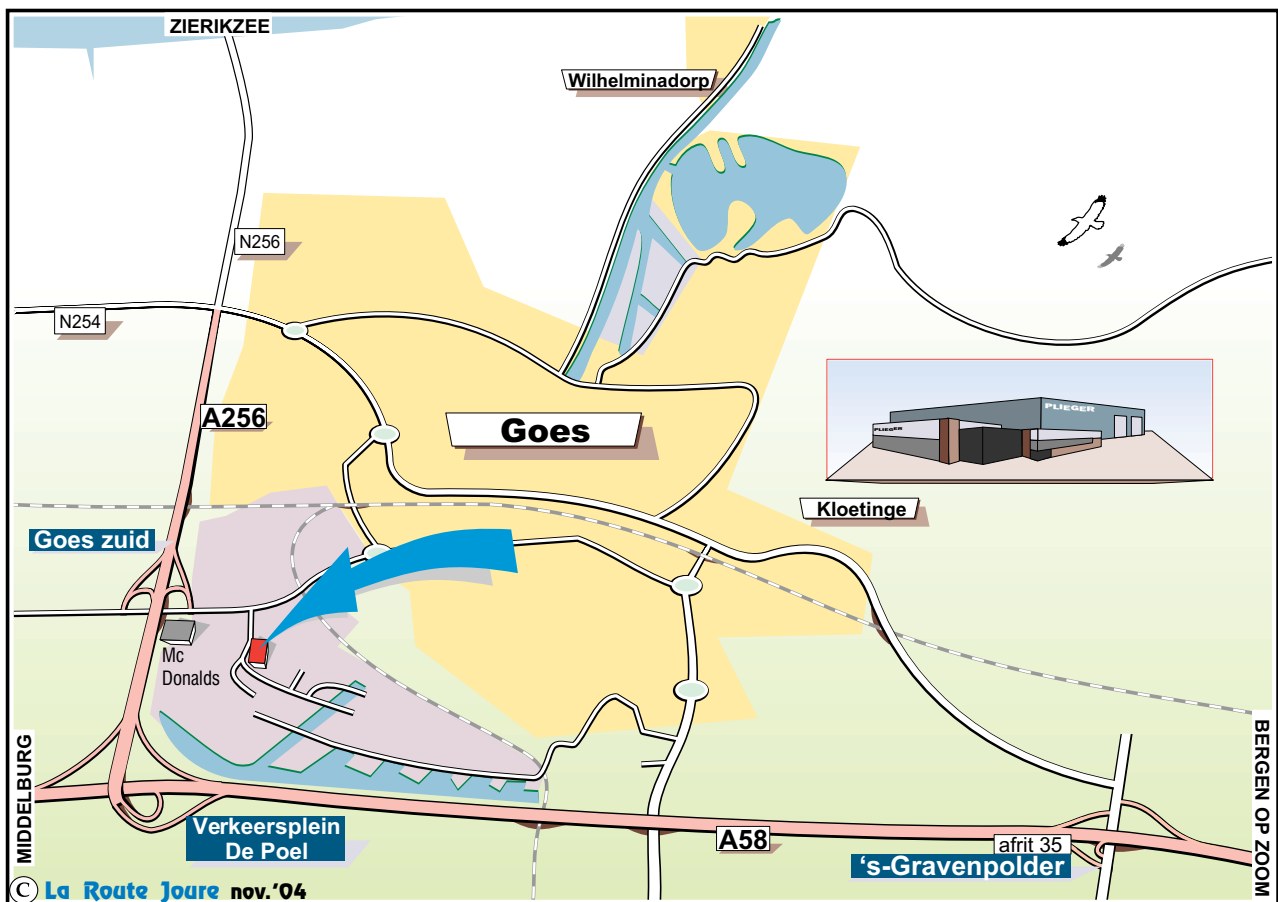 ZIERIKZEE
Wilhelminadorp
N256
N254
A256
Goes
PLIEGER
PLIEGER
Kloetinge
Goes zuid
Mc
Donalds
MIDDELBURG
BERGEN OP ZOOM
Verkeersplein
De Poel
A58
afrit 35
‘s-Gravenpolder
© La Route Joure nov.'04